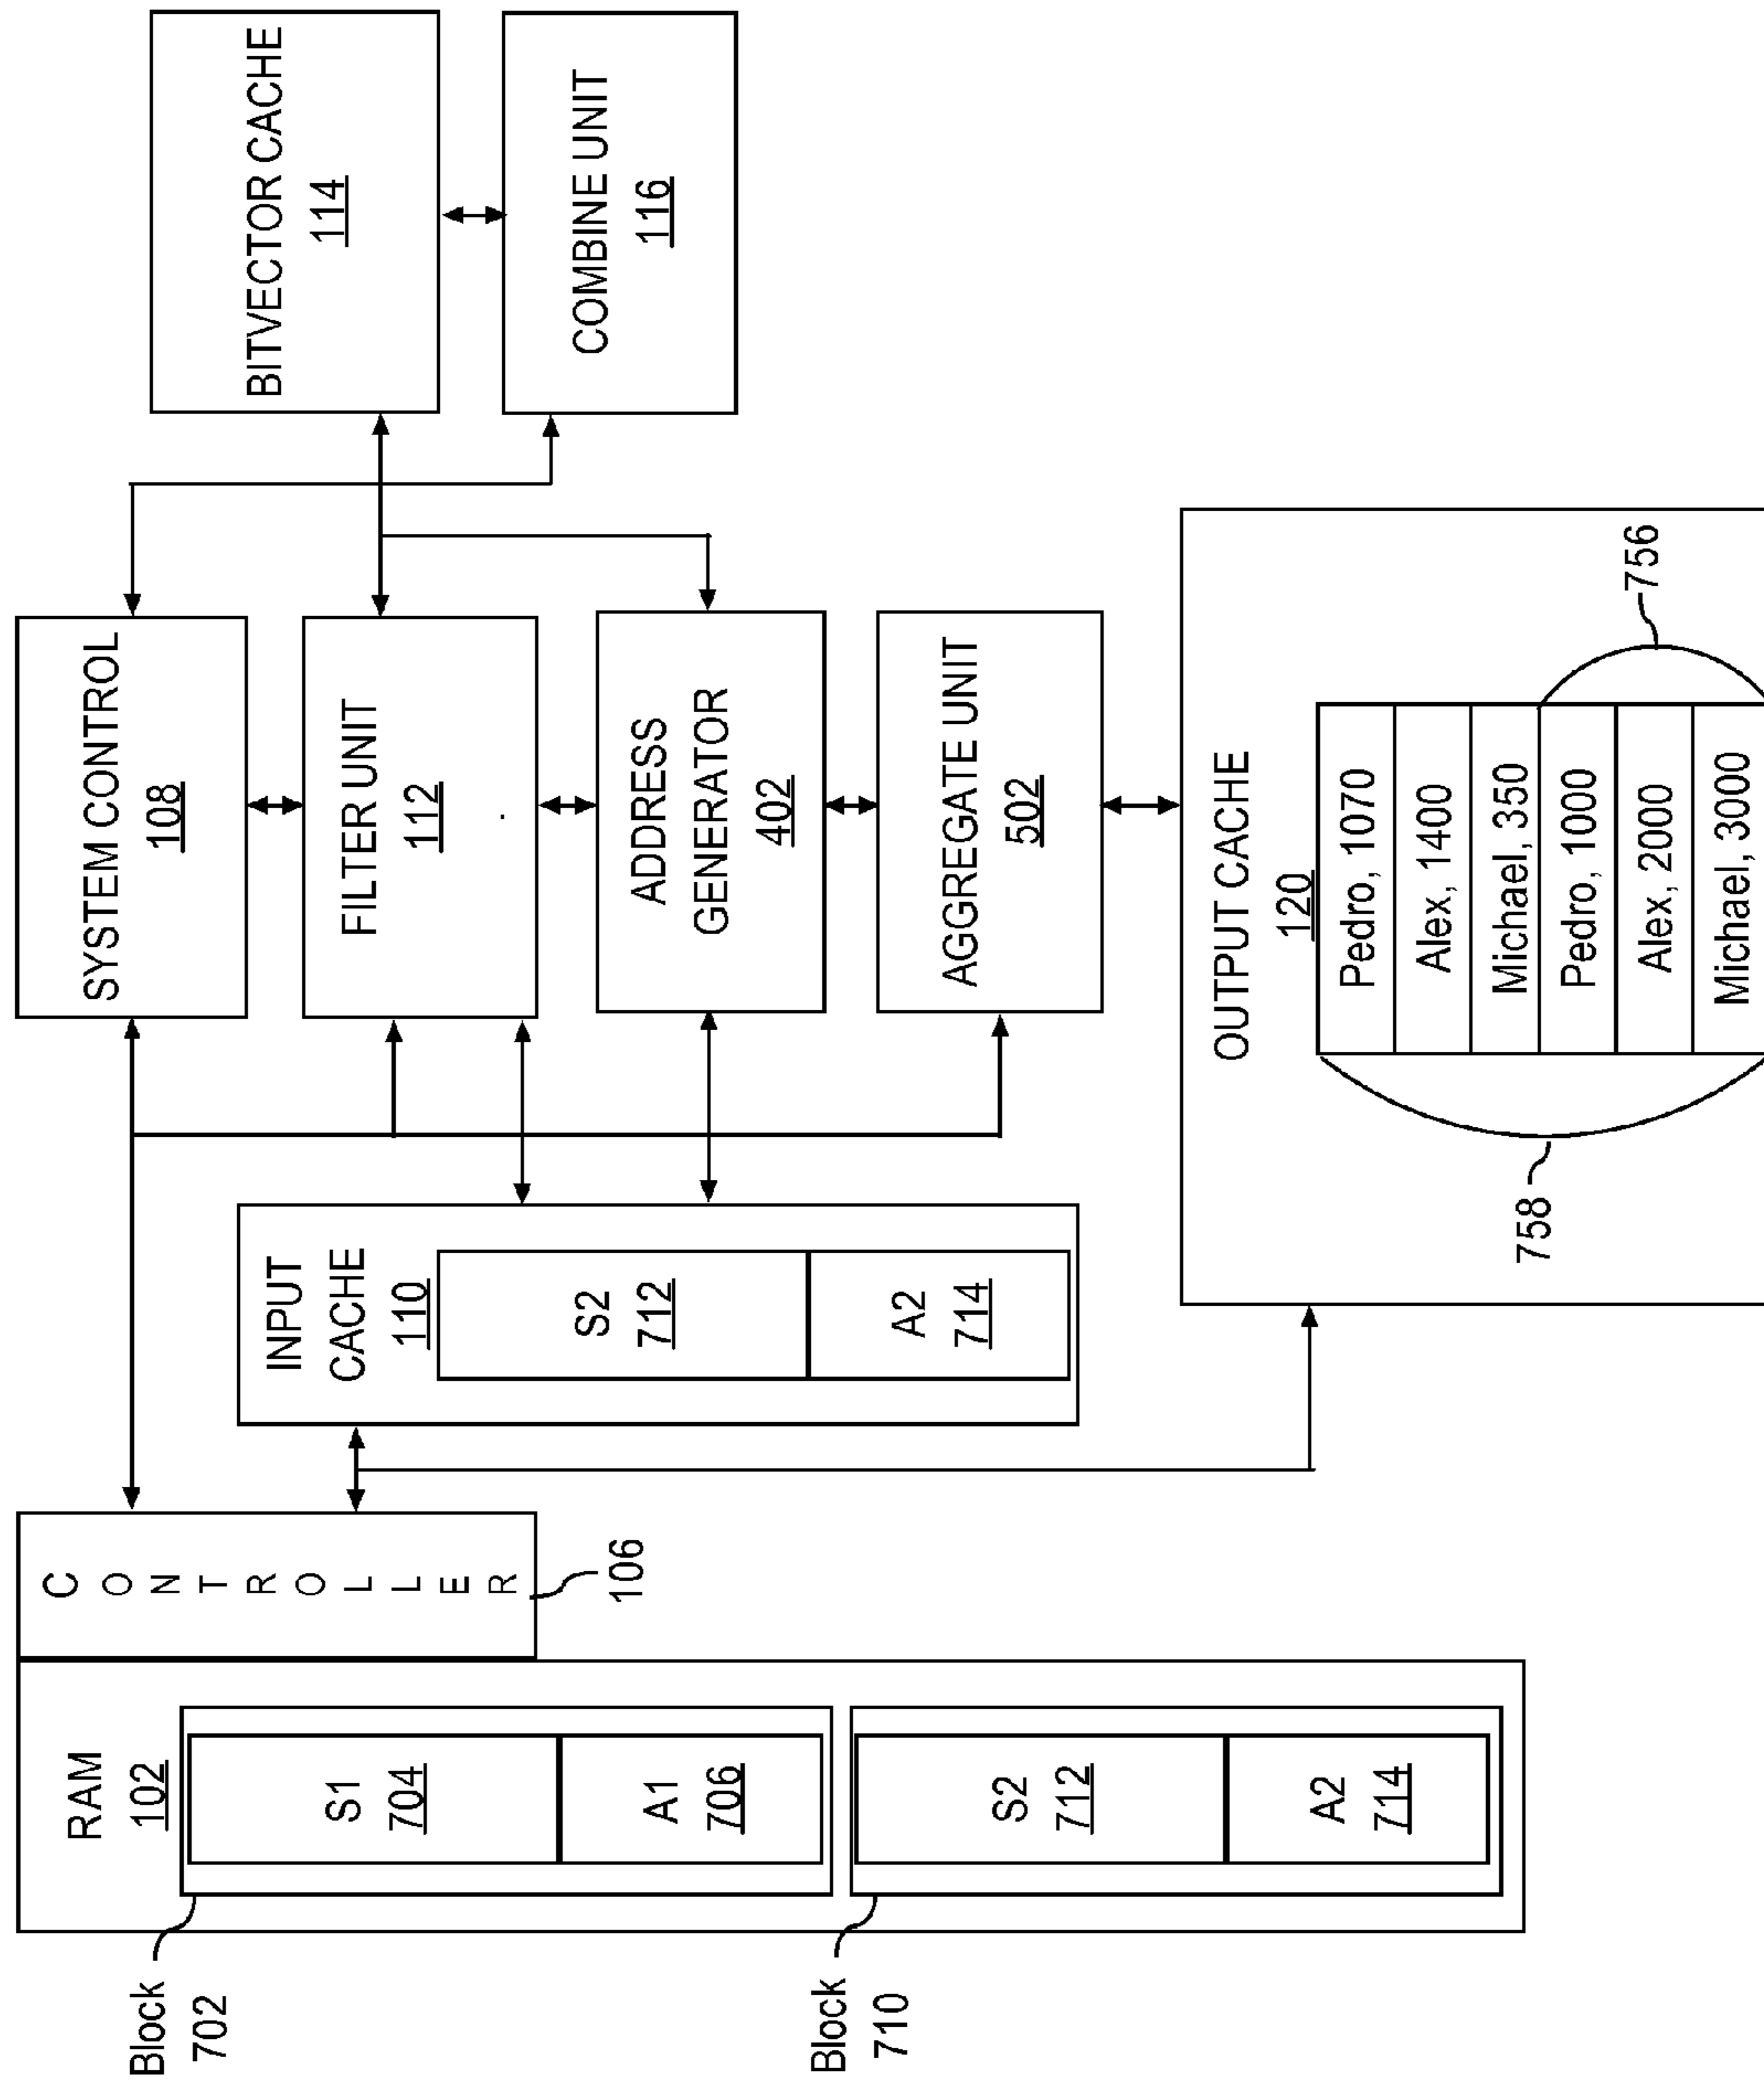 Block
702
Block
710
RAM
102
S1
704
A1
706
S2
712
A2
714
CONTROLLER
106
INPUT
CACHE
110
S2
712
A2
714
SYSTEM CONTROL
108
FILTER UNIT
112
ADDRESS
GENERATOR
402
AGGREGATE UNIT
502
BITVECTOR CACHE
114
COMBINE UNIT
116
OUTPUT CACHE
120
Pedro, 1070
Alex, 1400
Michael, 350
Pedro, 1000
Alex, 2000
Michael, 3000
758
756